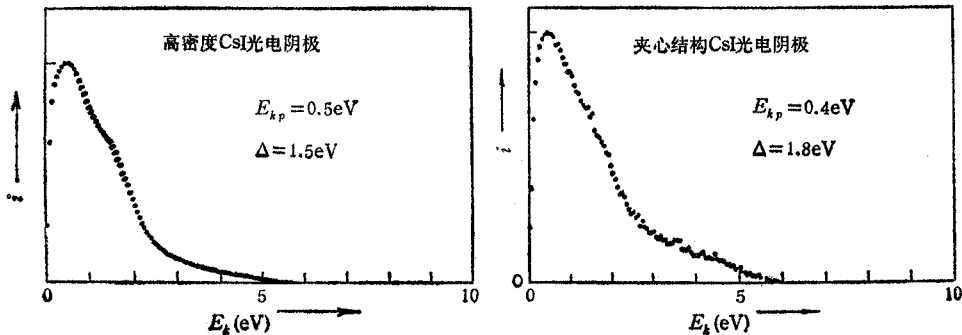 高密度CsI光电阴极
E_kp=0.5eV
Δ=1.5eV
i
0 5 10
E_k(eV)
夹心结构CsI光电阴极
E_kp=0.4eV
Δ=1.8eV
i
0
0 5 10
E_k(eV)